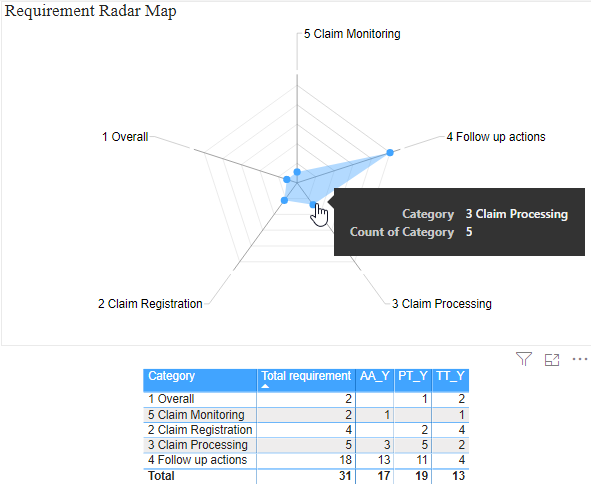 Requirement Radar Map
5 Claim Monitoring
1 Overall
4 Follow up actions
Category 3 Claim Processing
Count of Category 5
2 Claim Registration
3 Claim Processing
Category Total requirement AA_Y PT_Y TT_Y
1 Overall 2 1 2
5 Claim Monitoring 2 1 1
2 Claim Registration 4 2 4
3 Claim Processing 5 3 5 2
4 Follow up actions 18 13 11 4
Total 31 17 19 13